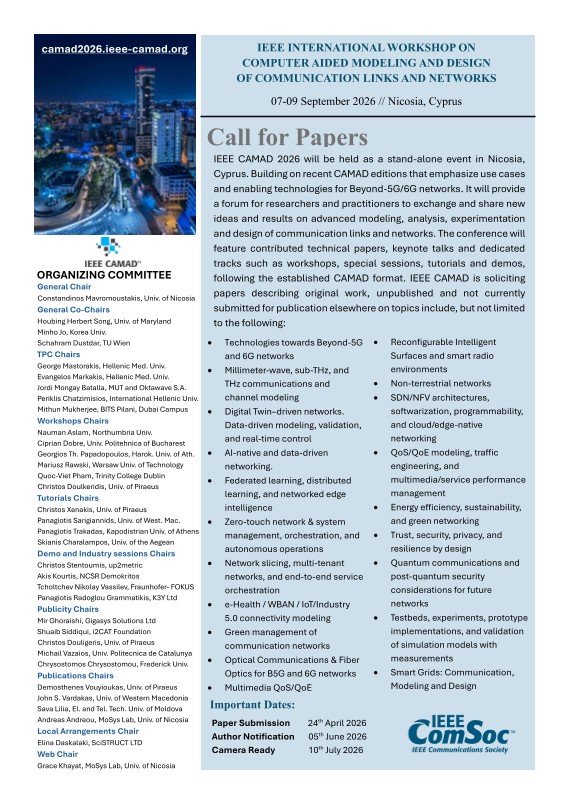 camad2026.ieee-camad.org
IEEE CAMAD™
ORGANIZING COMMITTEE
General Chair
Constandinos Mavromoustakis, Univ. of Nicosia
General Co-Chairs
Houbing Herbert Song, Univ. of Maryland
Minho Jo, Korea Univ.
Schahram Dustdar, TU Wien
TPC Chairs
George Mastorakis, Hellenic Med. Univ.
Evangelos Markakis, Hellenic Med. Univ.
Jordi Mongay Batalla, MUT and Oktawave S.A.
Periklis Chatzimisios, International Hellenic Univ.
Mithun Mukherjee, BITS Pilani, Dubai Campus
Workshops Chairs
Nauman Aslam, Northumbria Univ.
Ciprian Dobre, Univ. Politehnica of Bucharest
Georgios Th. Papadopoulos, Harok. Univ. of Ath.
Mariusz Rawski, Warsaw Univ. of Technology
Quoc-Viet Pham, Trinity College Dublin
Christos Doulkeridis, Univ. of Piraeus
Tutorials Chairs
Christos Xenakis, Univ. of Piraeus
Panagiotis Sarigiannids, Univ. of West. Mac.
Panagiotis Trakadas, Kapodistrian Univ. of Athens
Skianis Charalampos, Univ. of the Aegean
Demo and Industry sessions Chairs
Christos Stentoumis, up2metric
Akis Kourtis, NCSR Demokritos
Tcholtchev Nikolay Vassilev, Fraunhofer- FOKUS
Panagiotis Radoglou Grammatikis, K3Y Ltd
Publicity Chairs
Mir Ghoraishi, Gigasys Solutions Ltd
Shuaib Siddiqui, i2CAT Foundation
Christos Douligeris, Univ. of Piraeus
Michail Vazaios, Univ. Politecnica de Catalunya
Chrysostomos Chrysostomou, Frederick Univ.
Publications Chairs
Demosthenes Vouyioukas, Univ. of Piraeus
John S. Vardakas, Univ. of Western Macedonia
Sava Lilia, El. and Tel. Tech. Univ. of Moldova
Andreas Andreou, MoSys Lab, Univ. of Nicosia
Local Arrangements Chair
Elina Daskalaki, SciSTRUCT LTD
Web Chair
Grace Khayat, MoSys Lab, Univ. of Nicosia
IEEE INTERNATIONAL WORKSHOP ON
COMPUTER AIDED MODELING AND DESIGN
OF COMMUNICATION LINKS AND NETWORKS
07-09 September 2026 // Nicosia, Cyprus
Call for Papers
IEEE CAMAD 2026 will be held as a stand-alone event in Nicosia,
Cyprus. Building on recent CAMAD editions that emphasize use cases
and enabling technologies for Beyond-5G/6G networks. It will provide
a forum for researchers and practitioners to exchange and share new
ideas and results on advanced modeling, analysis, experimentation
and design of communication links and networks. The conference will
feature contributed technical papers, keynote talks and dedicated
tracks such as workshops, special sessions, tutorials and demos,
following the established CAMAD format. IEEE CAMAD is soliciting
papers describing original work, unpublished and not currently
submitted for publication elsewhere on topics include, but not limited
to the following:
• Technologies towards Beyond-5G
and 6G networks
• Millimeter-wave, sub-THz, and
THz communications and
channel modeling
• Digital Twin–driven networks.
Data-driven modeling, validation,
and real-time control
• AI-native and data-driven
networking.
• Federated learning, distributed
learning, and networked edge
intelligence
• Zero-touch network & system
management, orchestration, and
autonomous operations
• Network slicing, multi-tenant
networks, and end-to-end service
orchestration
• e-Health / WBAN / IoT/Industry
5.0 connectivity modeling
• Green management of
communication networks
• Optical Communications & Fiber
Optics for B5G and 6G networks
• Multimedia QoS/QoE
• Reconfigurable Intelligent
Surfaces and smart radio
environments
• Non-terrestrial networks
• SDN/NFV architectures,
softwarization, programmability,
and cloud/edge-native
networking
• QoS/QoE modeling, traffic
engineering, and
multimedia/service performance
management
• Energy efficiency, sustainability,
and green networking
• Trust, security, privacy, and
resilience by design
• Quantum communications and
post-quantum security
considerations for future
networks
• Testbeds, experiments, prototype
implementations, and validation
of simulation models with
measurements
• Smart Grids: Communication,
Modeling and Design
Important Dates:
Paper Submission 24th April 2026
Author Notification 05th June 2026
Camera Ready 10th July 2026
IEEE
ComSoc™
IEEE Communications Society